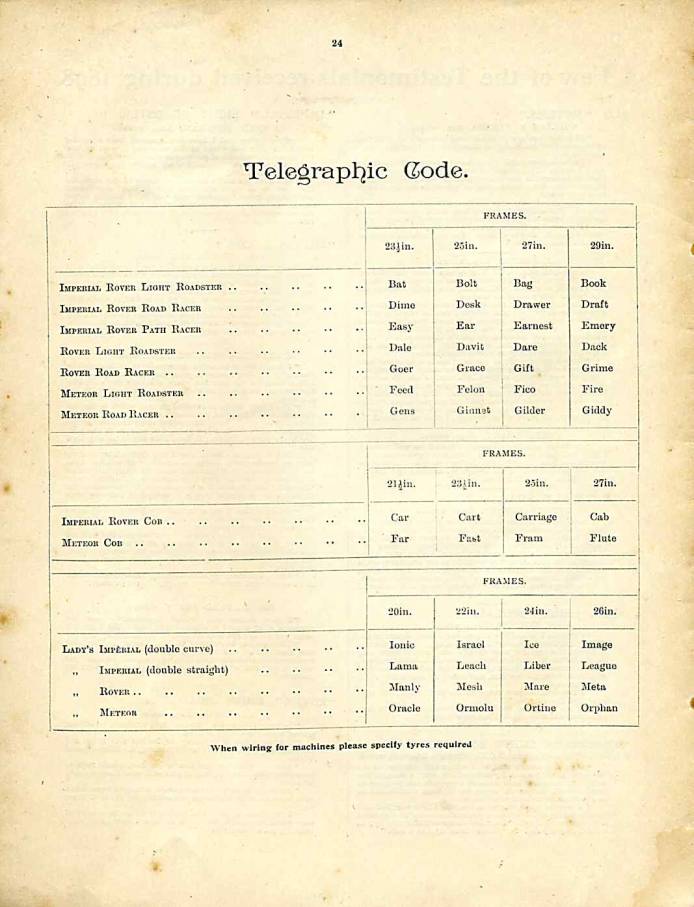 24
Telegraphic Code.
FRAMES.
23½in. 25in. 27in. 29in.
IMPERIAL ROVER LIGHT ROADSTER .. .. .. .. .. Bat Bolt Bag Book
IMPERIAL ROVER ROAD RACER .. .. .. .. .. Dime Desk Drawer Draft
IMPERIAL ROVER PATH RACER .. .. .. .. .. Easy Ear Earnest Emery
ROVER LIGHT ROADSTER .. .. .. .. .. .. Dale Davit Dare Dack
ROVER ROAD RACER .. .. .. .. .. .. .. Goer Grace Gift Grime
METEOR LIGHT ROADSTER .. .. .. .. .. .. Feed Felon Fico Fire
METEOR ROAD RACER .. .. .. .. .. .. . Gens Ginnet Gilder Giddy
FRAMES.
21½in. 23½in. 25in. 27in.
IMPERIAL ROVER COB .. .. .. .. .. .. .. Car Cart Carriage Cab
METEOR COB .. .. .. .. .. .. .. .. Far Fast Fram Flute
FRAMES.
20in. 22in. 24in. 26in.
LADY'S IMPERIAL (double curve) .. .. .. .. .. Ionic Israel Ice Image
„ IMPERIAL (double straight) .. .. .. .. Lama Leach Liber League
„ ROVER .. .. .. .. .. .. .. .. Manly Mesh Mare Meta
„ METEOR .. .. .. .. .. .. .. Oracle Ormolu Ortine Orphan
When wiring for machines please specify tyres required